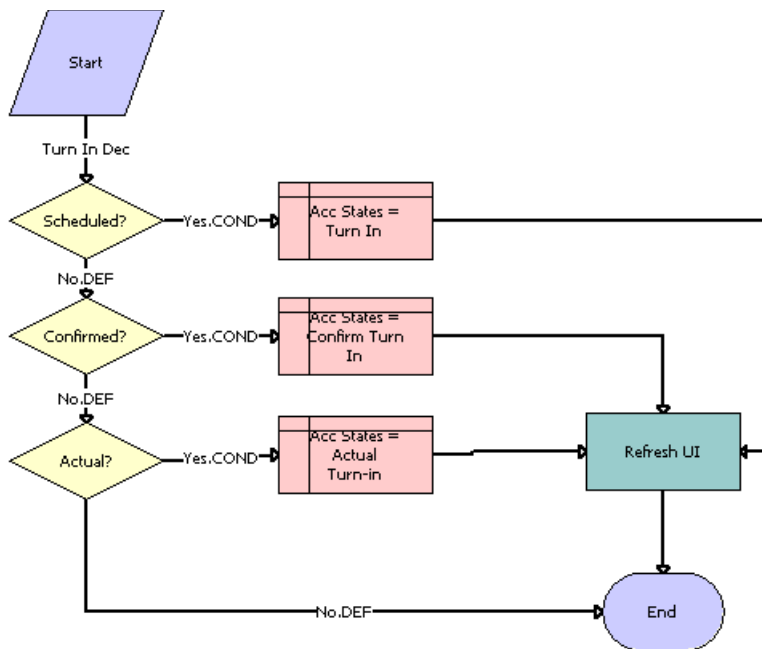 Start
Turn In Dec
Scheduled?
Yes.COND
Acc States =
Turn In
No.DEF
Confirmed?
Yes.COND
Acc States =
Confirm Turn
In
No.DEF
Actual?
Yes.COND
Acc States =
Actual
Turn-in
Refresh UI
No.DEF
End